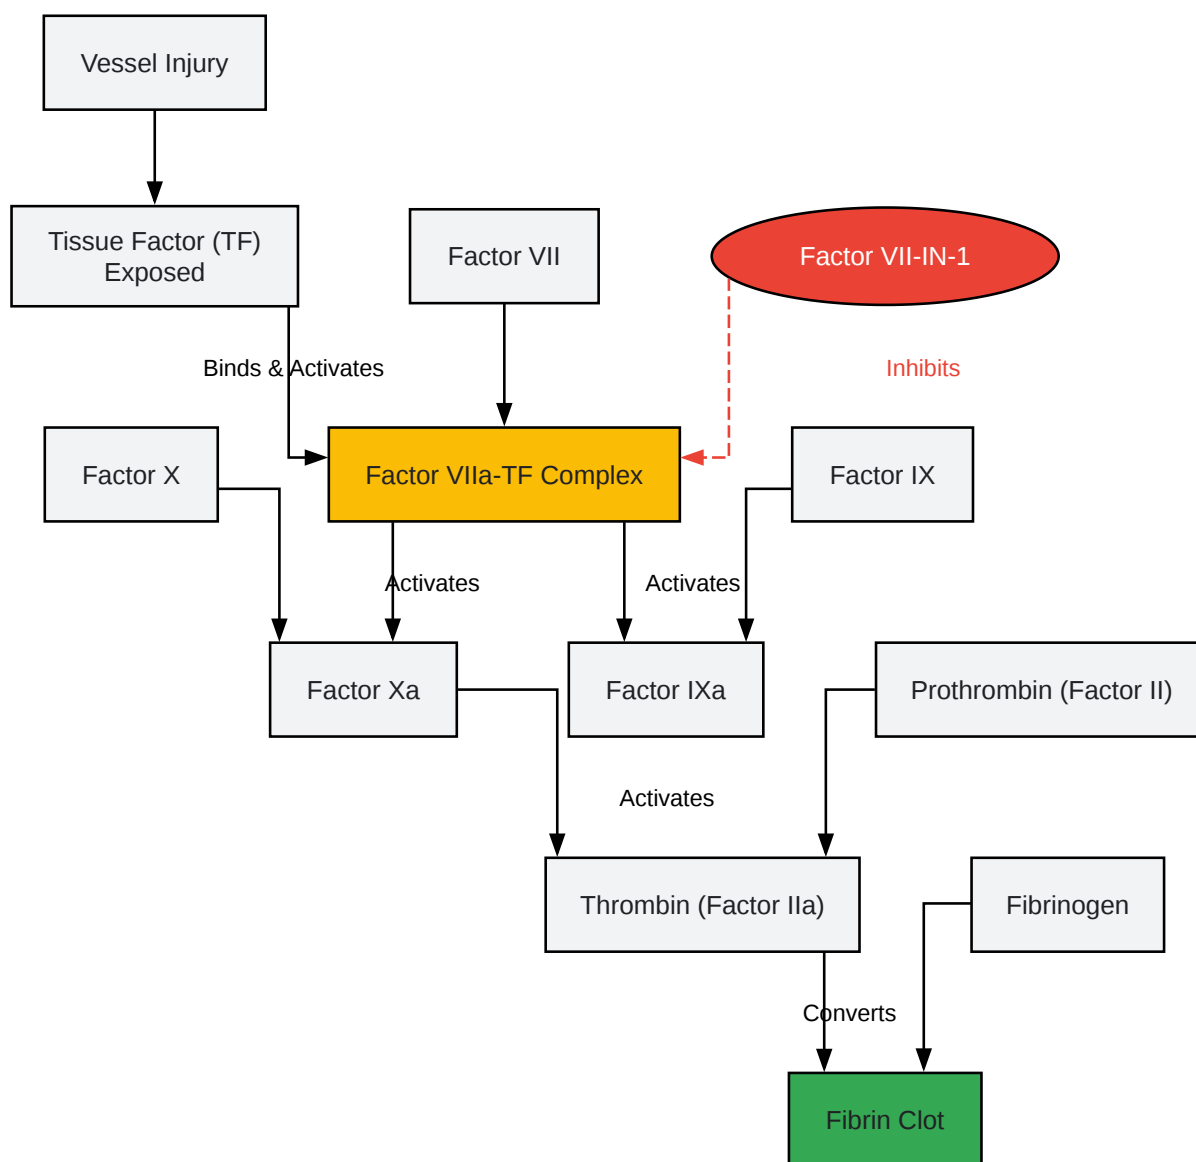 Vessel Injury
Tissue Factor (TF)
Exposed
Factor VII
Factor VII-IN-1
Binds & Activates
Inhibits
Factor X
Factor VIIa-TF Complex
Factor IX
Activates
Activates
Factor Xa
Factor IXa
Prothrombin (Factor II)
Activates
Thrombin (Factor IIa)
Fibrinogen
Converts
Fibrin Clot